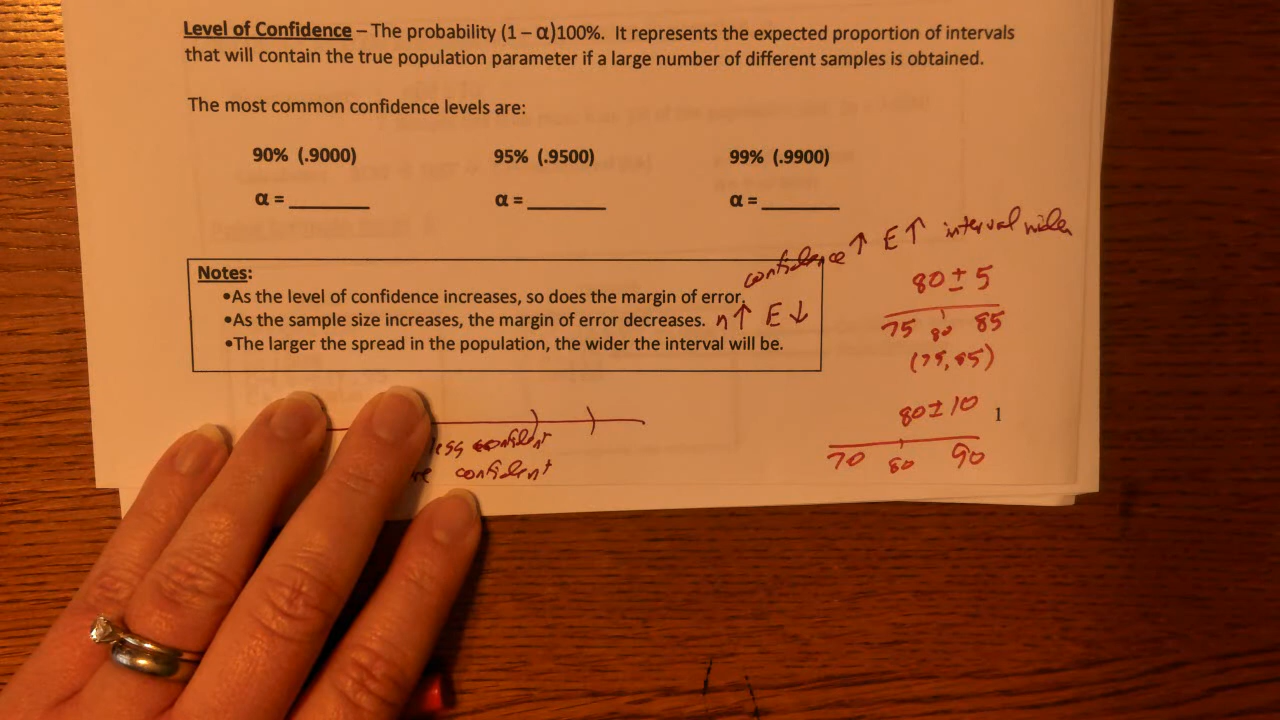 Level of Confidence – The probability (1 – α)100%. It represents the expected proportion of intervals
that will contain the true population parameter if a large number of different samples is obtained.
The most common confidence levels are:
90% (.9000) 95% (.9500) 99% (.9900)
α = ________ α = ________ α = ________
confidence ↑ E ↑ interval wider
Notes:
•As the level of confidence increases, so does the margin of error.
•As the sample size increases, the margin of error decreases. n↑ E↓
•The larger the spread in the population, the wider the interval will be.
80 ± 5
75 80 85
(75, 85)
80 ± 10
1
70 80 90
less confident
confident